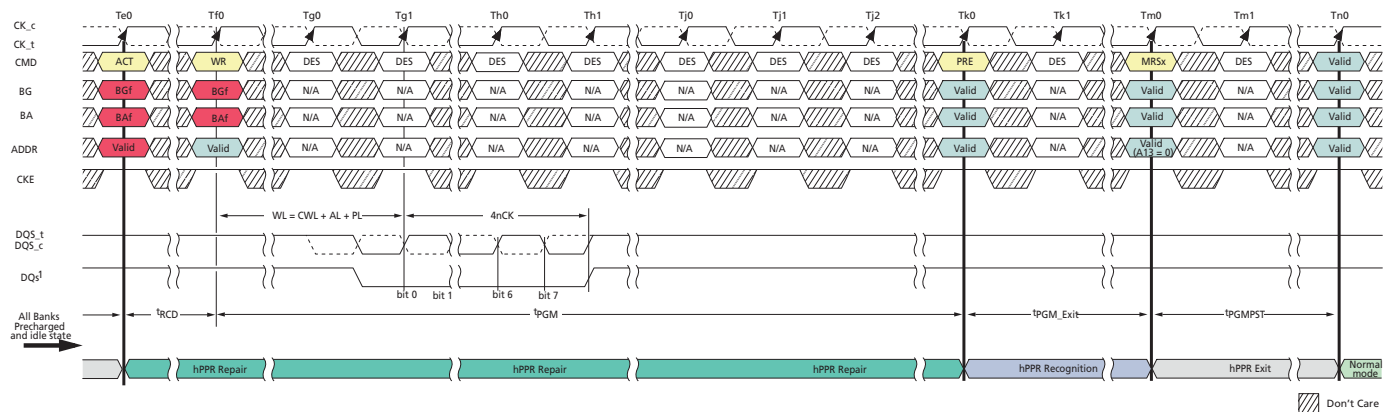 Te0 Tf0 Tg0 Tg1 Th0 Th1 Tj0 Tj1 Tj2 Tk0 Tk1 Tm0 Tm1 Tn0
CK_c
CK_t
CMD ACT WR DES DES DES DES DES DES DES PRE DES MRSx DES Valid
BG BGf BGf N/A N/A N/A N/A N/A N/A N/A Valid N/A Valid N/A Valid
BA BAf BAf N/A N/A N/A N/A N/A N/A N/A Valid N/A Valid N/A Valid
ADDR Valid Valid N/A N/A N/A N/A N/A N/A N/A Valid N/A Valid (A13 = 0) N/A Valid
CKE
WL = CWL + AL + PL 4nCK
DQS_t
DQS_c
DQs1
bit 0 bit 1 bit 6 bit 7
All Banks
Precharged
and idle state
tRCD tPGM tPGM_Exit tPGMPST
hPPR Repair hPPR Repair hPPR Repair hPPR Recognition hPPR Exit Normal
mode
Don't Care